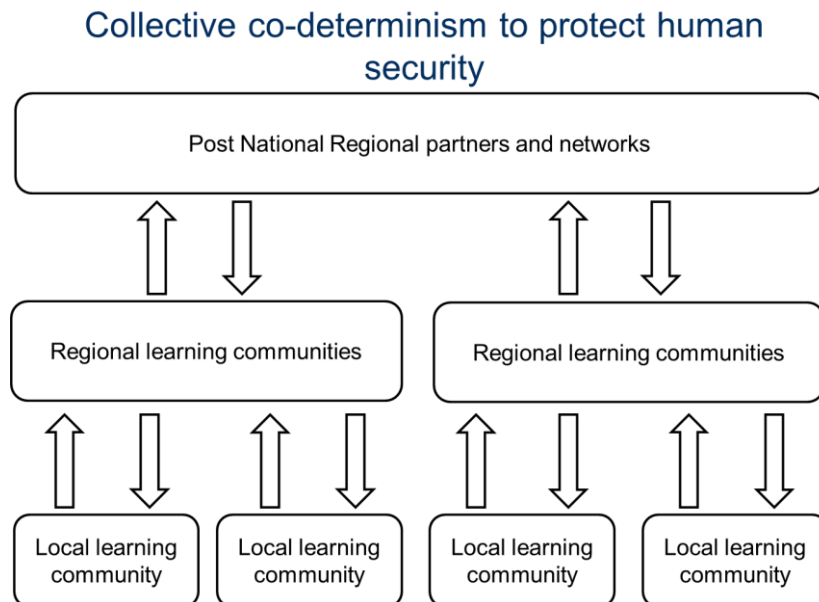 Collective co-determinism to protect human
security
Post National Regional partners and networks
Regional learning communities
Regional learning communities
Local learning
community
Local learning
community
Local learning
community
Local learning
community